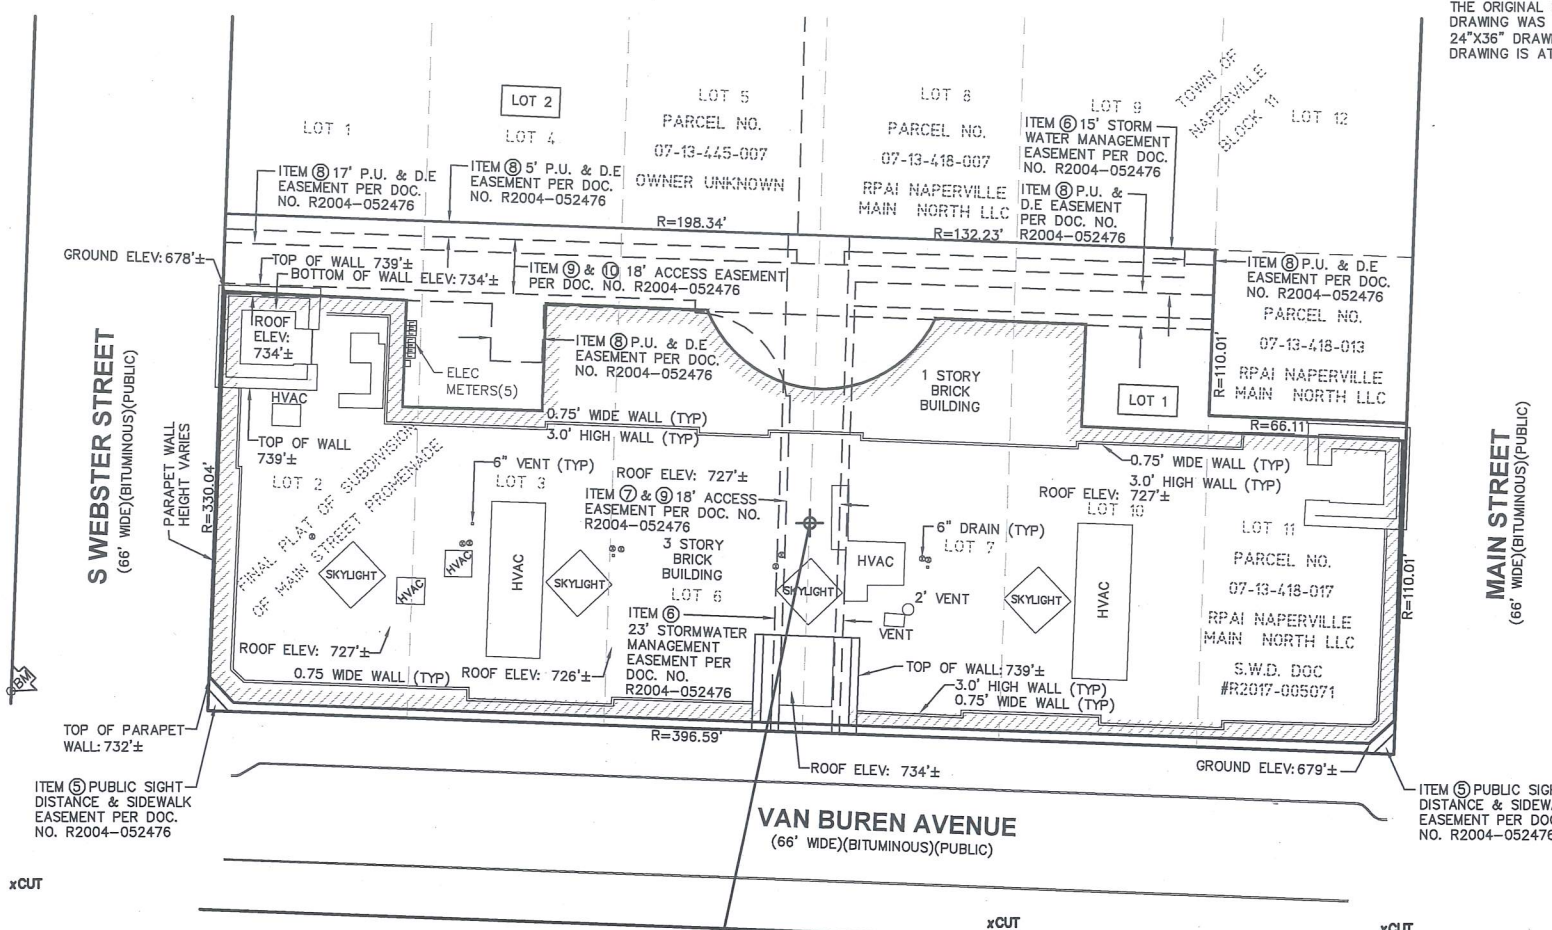 THE ORIGINAL
DRAWING WAS
24"X36" DRAW
DRAWING IS AT
LOT 1
LOT 2
LOT 4
LOT 5
PARCEL NO.
07-13-445-007
OWNER UNKNOWN
LOT 8
PARCEL NO.
07-13-418-007
RPAI NAPERVILLE
MAIN NORTH LLC
LOT 9
TOWN OF
NAPERVILLE
BLOCK 11
LOT 12
ITEM ⑥ 15' STORM
WATER MANAGEMENT
EASEMENT PER DOC.
NO. R2004-052476
ITEM ⑧ P.U. &
D.E EASEMENT
PER DOC. NO.
R2004-052476
ITEM ⑧ 17' P.U. & D.E
EASEMENT PER DOC.
NO. R2004-052476
ITEM ⑧ 5' P.U. & D.E
EASEMENT PER DOC.
NO. R2004-052476
R=198.34'
R=132.23'
GROUND ELEV: 678'±
TOP OF WALL 739'±
BOTTOM OF WALL ELEV: 734'±
ITEM ⑨ & ⑩ 18' ACCESS EASEMENT
PER DOC. NO. R2004-052476
ITEM ⑧ P.U. & D.E
EASEMENT PER DOC.
NO. R2004-052476
PARCEL NO.
07-13-418-013
RPAI NAPERVILLE
MAIN NORTH LLC
R=110.01'
ROOF
ELEV:
734'±
HVAC
ELEC
METERS(5)
ITEM ⑧ P.U. & D.E
EASEMENT PER DOC.
NO. R2004-052476
1 STORY
BRICK
BUILDING
LOT 1
R=66.11'
S WEBSTER STREET
(66' WIDE)(BITUMINOUS)(PUBLIC)
PARAPET WALL
HEIGHT VARIES
R=330.04'
TOP OF WALL
739'±
0.75' WIDE WALL (TYP)
3.0' HIGH WALL (TYP)
LOT 2
FINAL PLAT OF SUBDIVISION
OF MAIN STREET PROMENADE
6" VENT (TYP)
LOT 3
ROOF ELEV: 727'±
ITEM ⑦ & ⑨ 18' ACCESS
EASEMENT PER DOC. NO.
R2004-052476
3 STORY
BRICK
BUILDING
LOT 6
ITEM ⑥
23' STORMWATER
MANAGEMENT
EASEMENT PER
DOC. NO.
R2004-052476
0.75' WIDE WALL (TYP)
3.0' HIGH WALL (TYP)
ROOF ELEV: 727'±
LOT 10
6" DRAIN (TYP)
LOT 7
HVAC
2' VENT
VENT
LOT 11
PARCEL NO.
07-13-418-017
RPAI NAPERVILLE
MAIN NORTH LLC
S.W.D. DOC
#R2017-005071
MAIN STREET
(66' WIDE)(BITUMINOUS)(PUBLIC)
R=110.01'
SKYLIGHT
HVAC
HVAC
HVAC
SKYLIGHT
SKYLIGHT
SKYLIGHT
HVAC
ROOF ELEV: 727'±
0.75 WIDE WALL (TYP)
ROOF ELEV: 726'±
TOP OF WALL: 739'±
3.0' HIGH WALL (TYP)
0.75' WIDE WALL (TYP)
BM
TOP OF PARAPET
WALL: 732'±
R=396.59'
ROOF ELEV: 734'±
GROUND ELEV: 679'±
ITEM ⑤ PUBLIC SIGHT
DISTANCE & SIDEWALK
EASEMENT PER DOC.
NO. R2004-052476
ITEM ⑤ PUBLIC SIGH
DISTANCE & SIDEW
EASEMENT PER DOC
NO. R2004-052476
VAN BUREN AVENUE
(66' WIDE)(BITUMINOUS)(PUBLIC)
xCUT
xCUT
xCUT